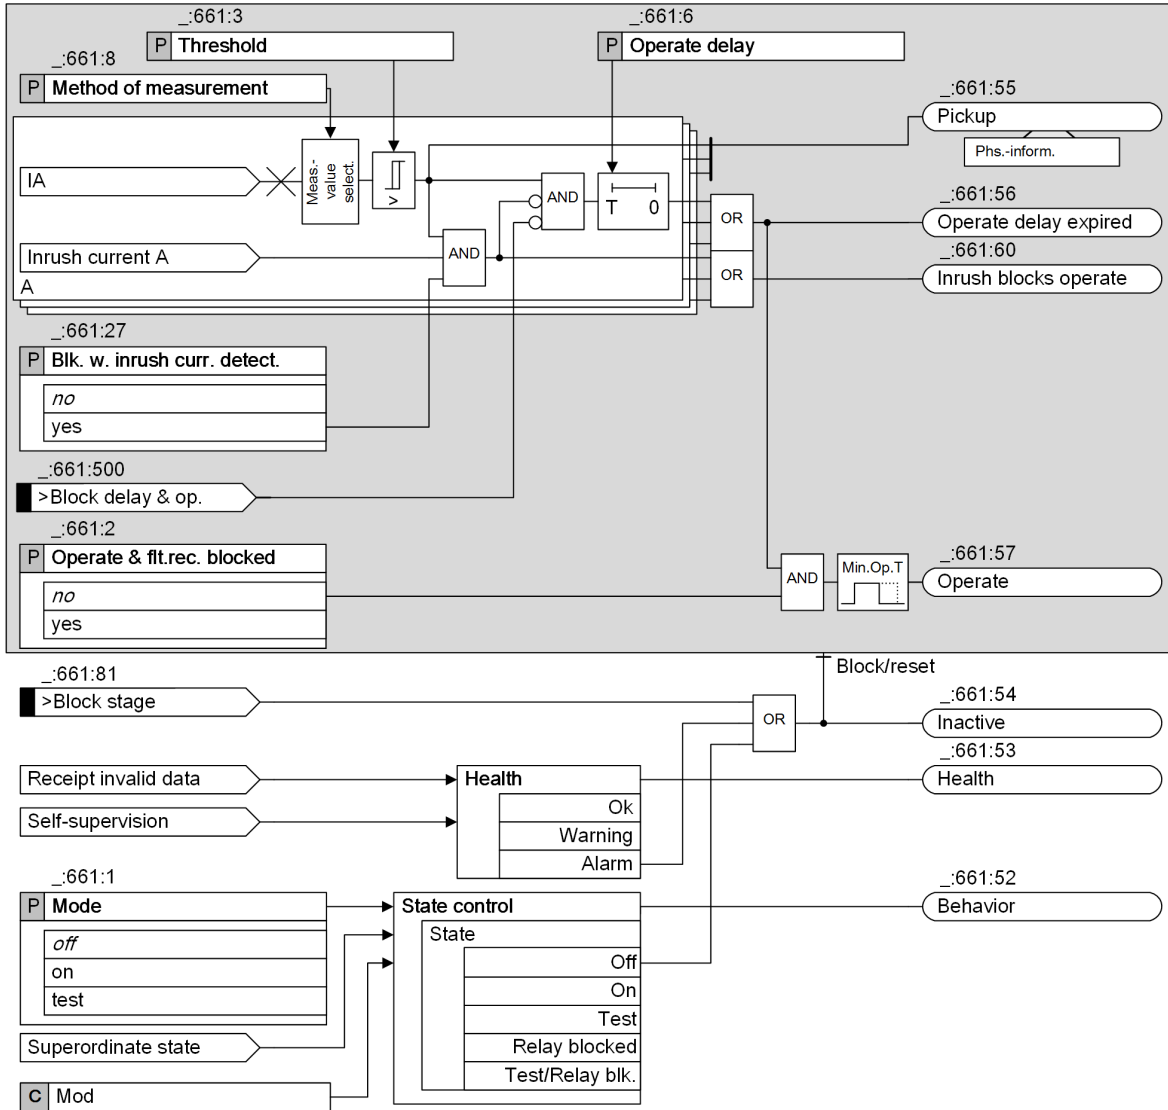 _:661:3
P Threshold
_:661:6
P Operate delay
_:661:8
P Method of measurement
_:661:55
Pickup
Phs.-inform.
IA
Meas.-
value
select.
AND
T 0
OR
_:661:56
Operate delay expired
Inrush current A
AND
OR
_:661:60
Inrush blocks operate
A
_:661:27
P Blk. w. inrush curr. detect.
no
yes
_:661:500
>Block delay & op.
_:661:2
P Operate & flt.rec. blocked
no
yes
AND
Min.Op.T
_:661:57
Operate
Block/reset
_:661:81
>Block stage
OR
_:661:54
Inactive
Receipt invalid data
Self-supervision
Health
Ok
Warning
Alarm
_:661:53
Health
_:661:1
P Mode
off
on
test
Superordinate state
C Mod
State control
State
Off
On
Test
Relay blocked
Test/Relay blk.
_:661:52
Behavior